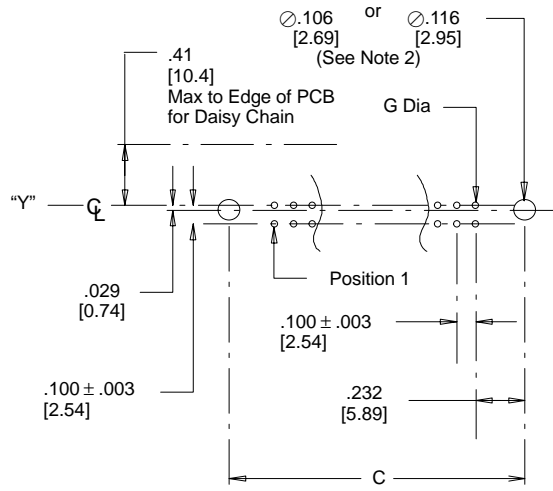 ∅.106 or ∅.116
[2.69] [2.95]
(See Note 2)
.41
[10.4]
Max to Edge of PCB
for Daisy Chain
G Dia
“Y” ℄
Position 1
.029
[0.74]
.100 ± .003
[2.54]
.100 ± .003
[2.54]
.232
[5.89]
C